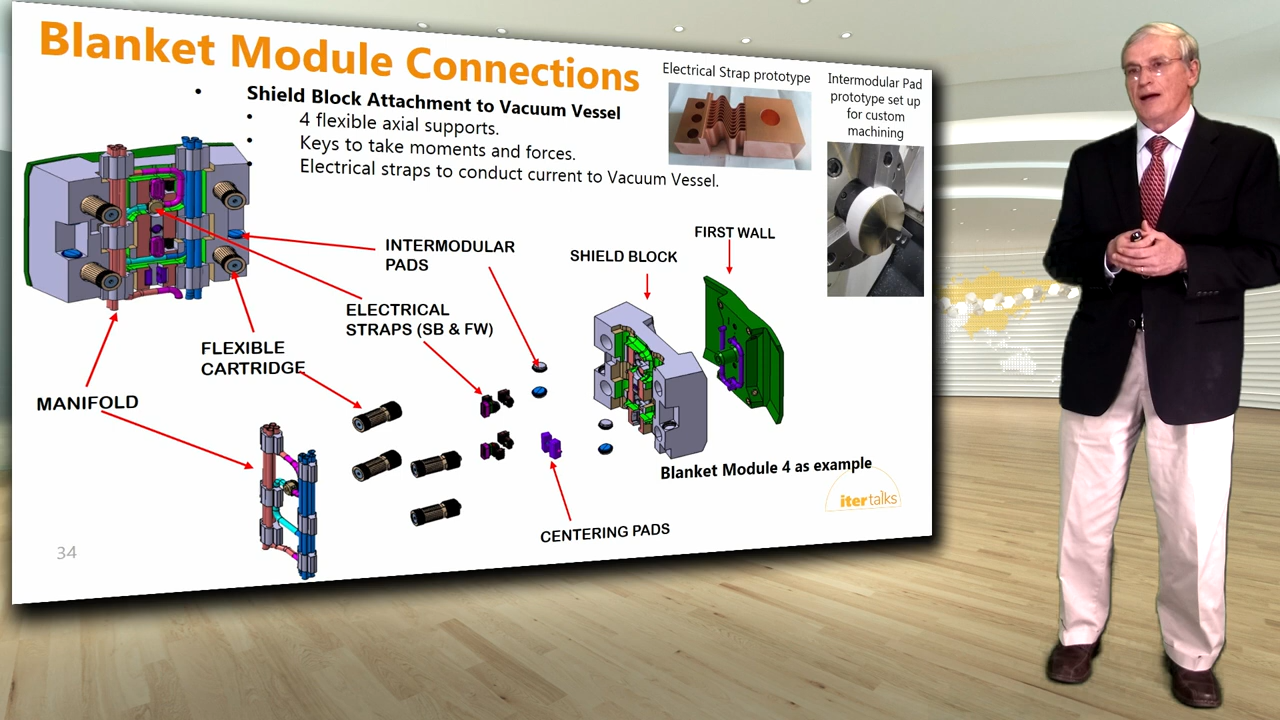 Blanket Module Connections
• Shield Block Attachment to Vacuum Vessel
• 4 flexible axial supports.
• Keys to take moments and forces.
• Electrical straps to conduct current to Vacuum Vessel.
Electrical Strap prototype
Intermodular Pad
prototype set up
for custom
machining
INTERMODULAR
PADS
ELECTRICAL
STRAPS (SB & FW)
FLEXIBLE
CARTRIDGE
MANIFOLD
SHIELD BLOCK
FIRST WALL
CENTERING PADS
Blanket Module 4 as example
iter talks
34